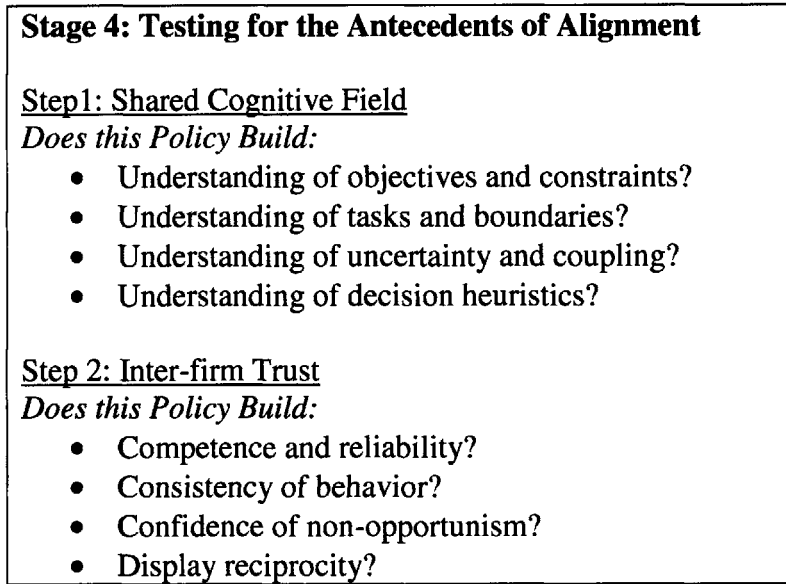 Stage 4: Testing for the Antecedents of Alignment
Step1: Shared Cognitive Field
Does this Policy Build:
• Understanding of objectives and constraints?
• Understanding of tasks and boundaries?
• Understanding of uncertainty and coupling?
• Understanding of decision heuristics?
Step 2: Inter-firm Trust
Does this Policy Build:
• Competence and reliability?
• Consistency of behavior?
• Confidence of non-opportunism?
• Display reciprocity?